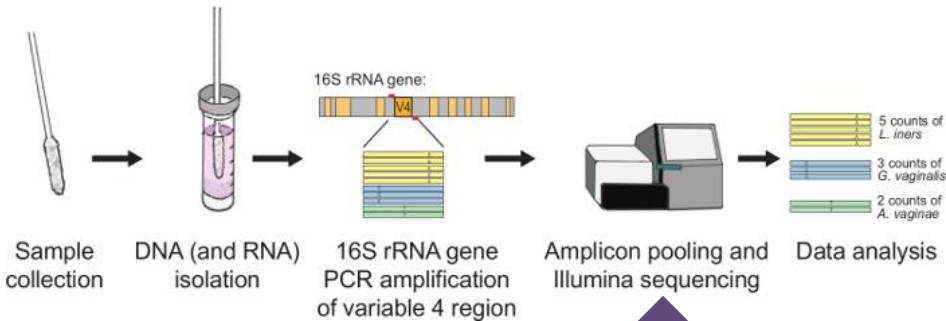 16S rRNA gene:
V4
5 counts of
L. iners
3 counts of
G. vaginalis
2 counts of
A. vaginae
Sample
collection
DNA (and RNA)
isolation
16S rRNA gene
PCR amplification
of variable 4 region
Amplicon pooling and
Illumina sequencing
Data analysis